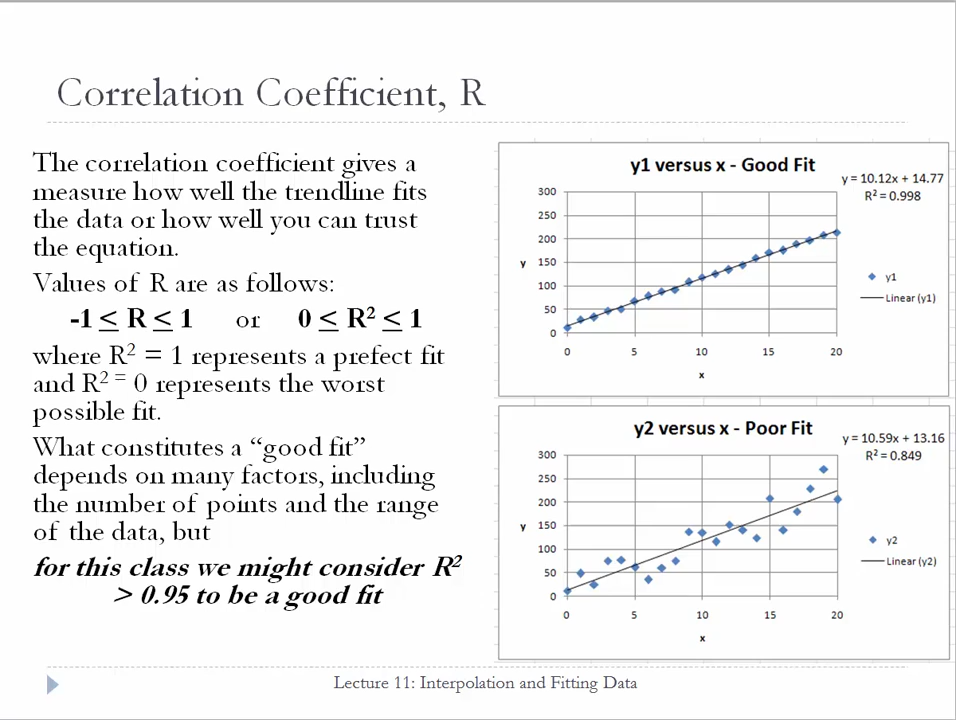 Correlation Coefficient, R
The correlation coefficient gives a
measure how well the trendline fits
the data or how well you can trust
the equation.
Values of R are as follows:
-1 ≤ R ≤ 1 or 0 ≤ R² ≤ 1
where R² = 1 represents a prefect fit
and R² ⁼ 0 represents the worst
possible fit.
What constitutes a “good fit”
depends on many factors, including
the number of points and the range
of the data, but
for this class we might consider R²
> 0.95 to be a good fit
y1 versus x - Good Fit
y = 10.12x + 14.77
R² = 0.998
300
250
200
150
100
50
0
y
0 5 10 15 20
x
y1
Linear (y1)
y2 versus x - Poor Fit
y = 10.59x + 13.16
R² = 0.849
300
250
200
150
100
50
0
y
0 5 10 15 20
x
y2
Linear (y2)
Lecture 11: Interpolation and Fitting Data